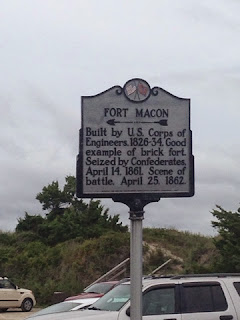 FORT MACON
Built by U.S. Corps of
Engineers, 1826-34. Good
example of brick fort.
Seized by Confederates,
April 14, 1861. Scene of
battle, April 25, 1862.